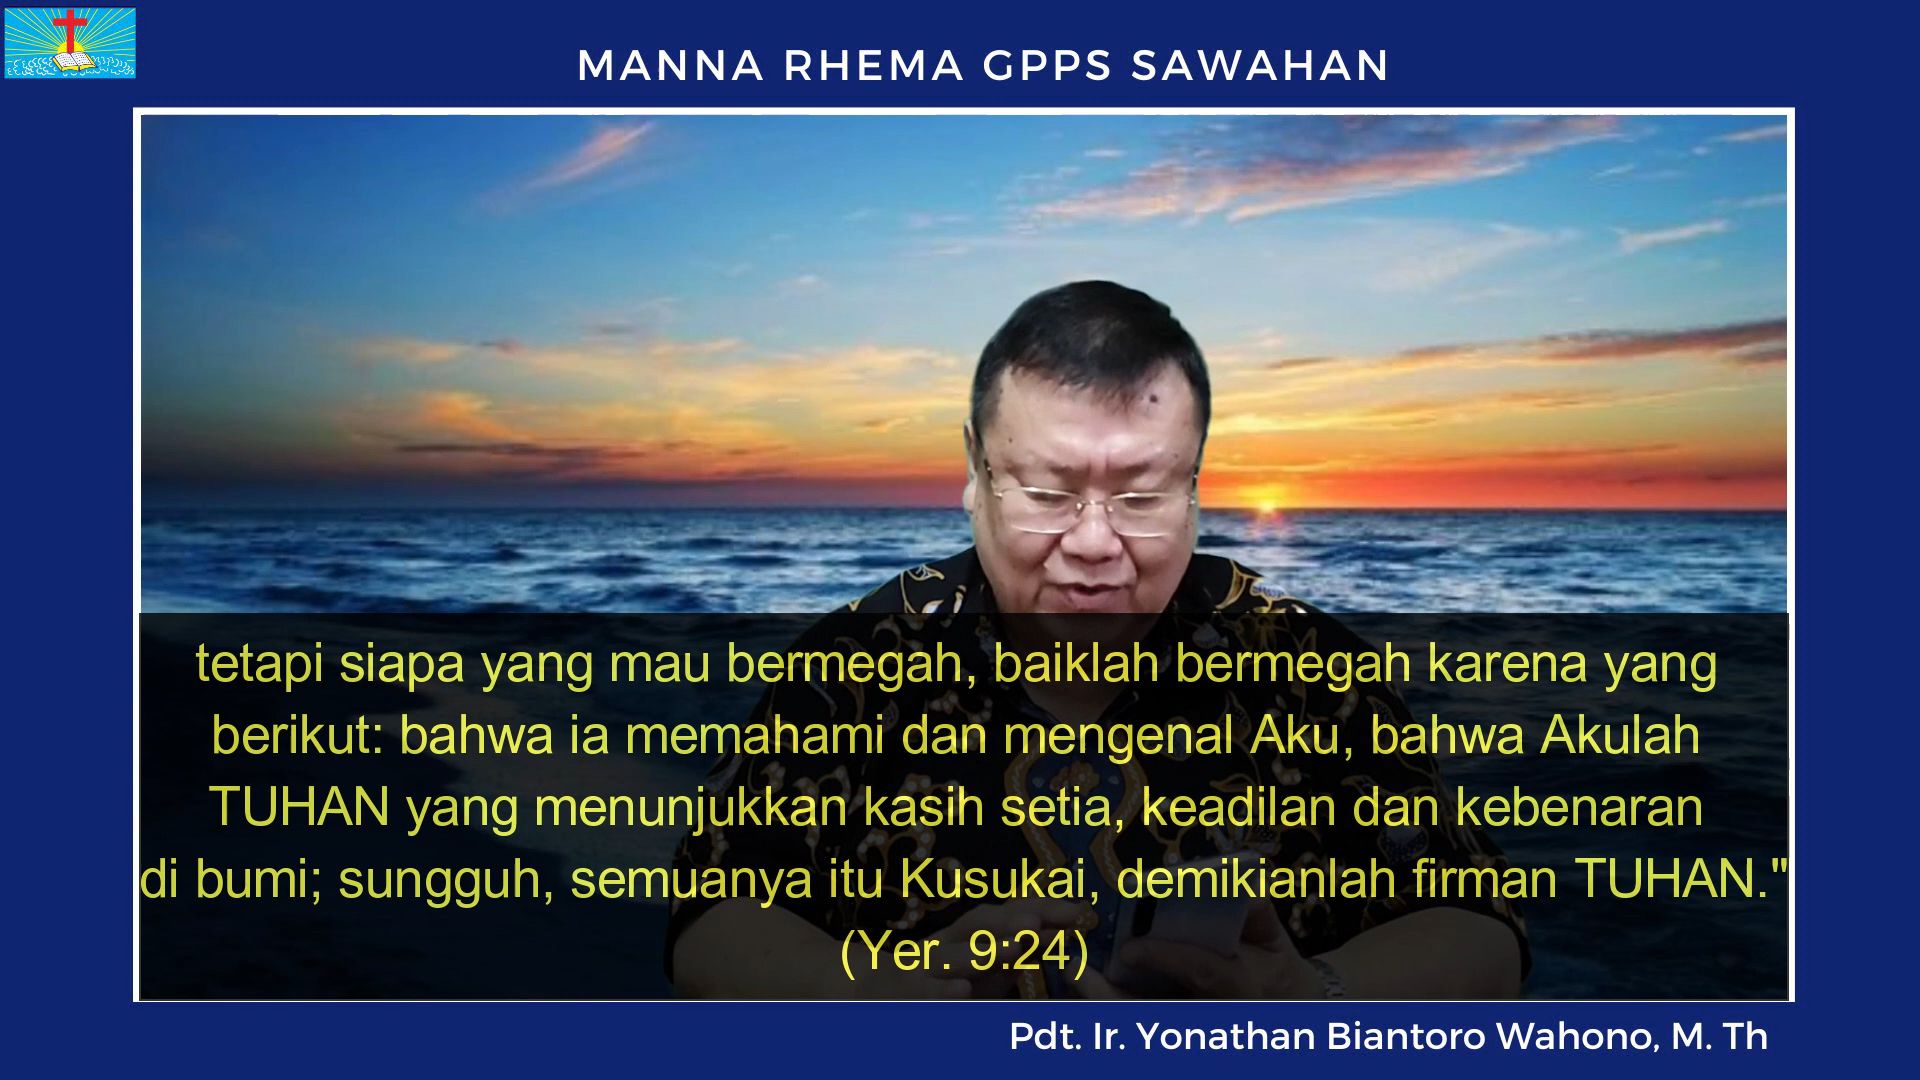 MANNA RHEMA GPPS SAWAHAN
tetapi siapa yang mau bermegah, baiklah bermegah karena yang
berikut: bahwa ia memahami dan mengenal Aku, bahwa Akulah
TUHAN yang menunjukkan kasih setia, keadilan dan kebenaran
di bumi; sungguh, semuanya itu Kusukai, demikianlah firman TUHAN."
(Yer. 9:24)
Pdt. Ir. Yonathan Biantoro Wahono, M. Th